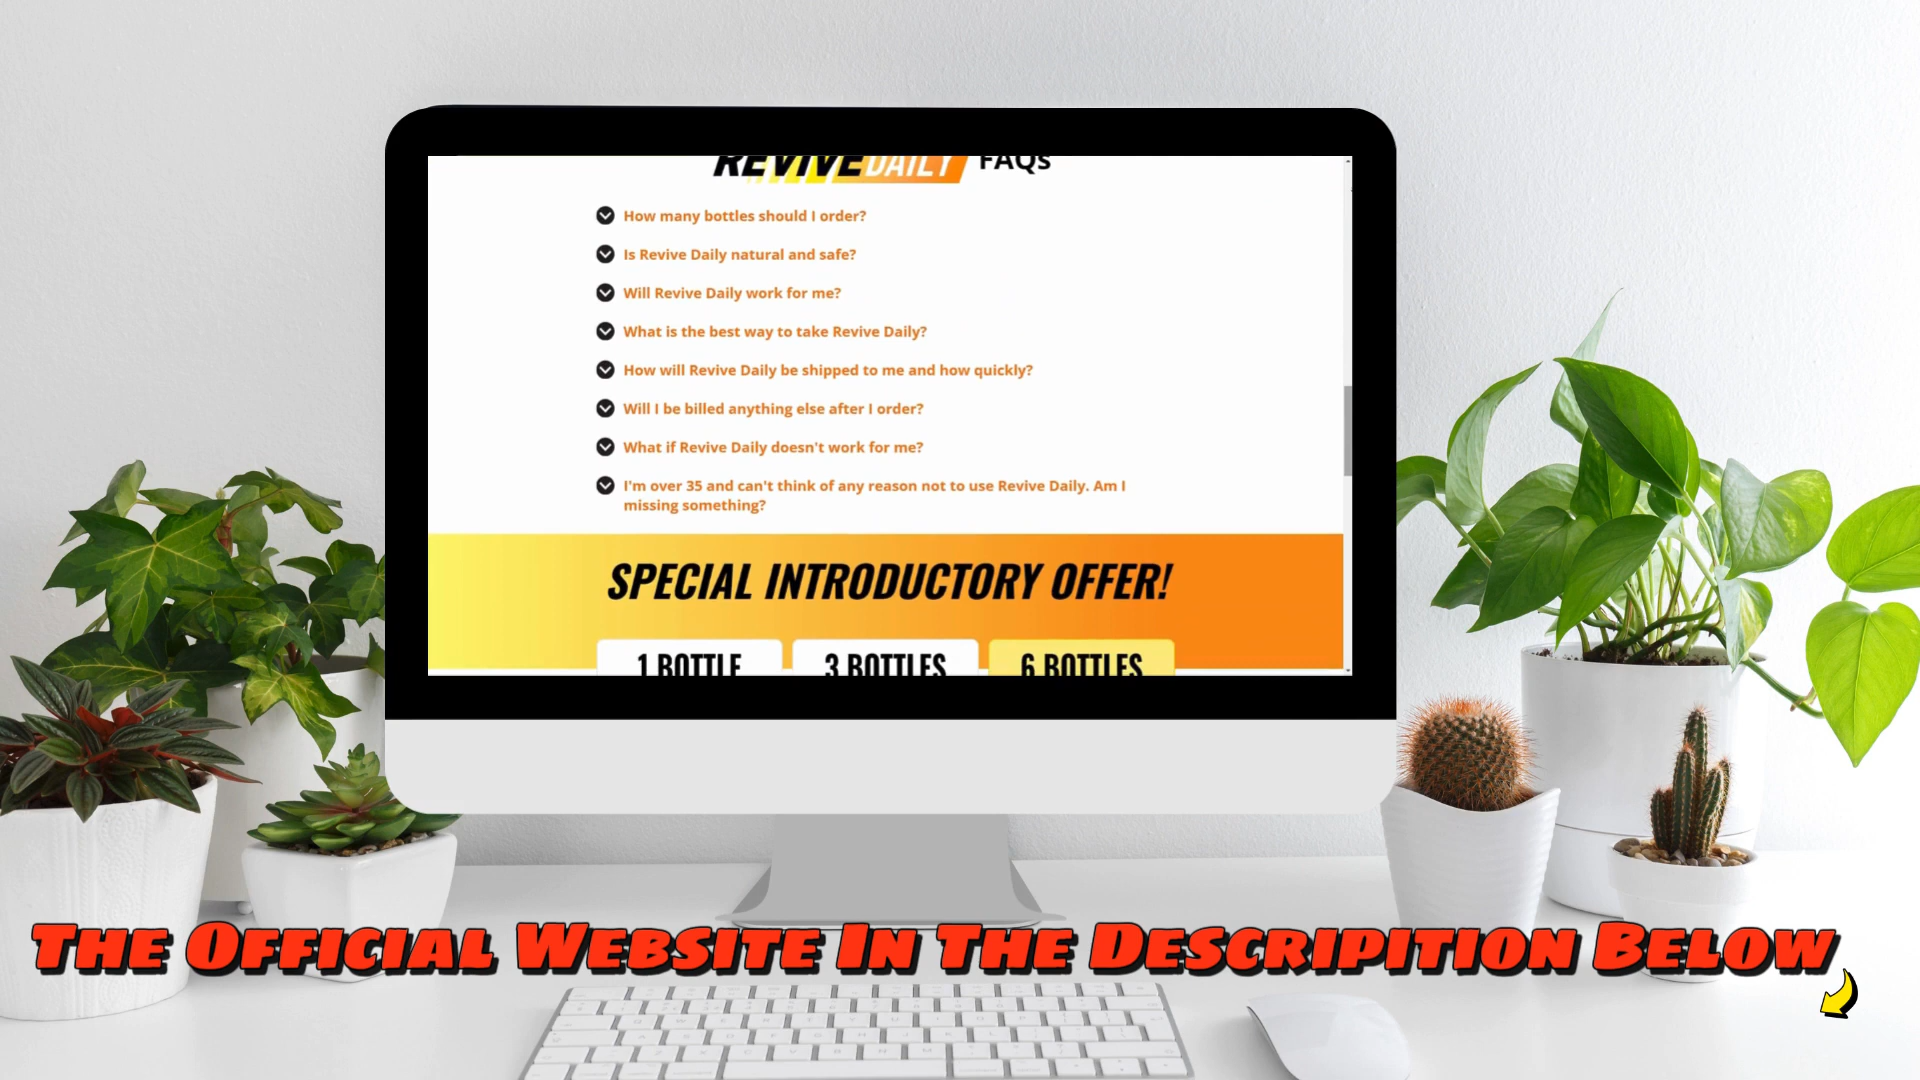 REVIVE DAILY FAQs
How many bottles should I order?
Is Revive Daily natural and safe?
Will Revive Daily work for me?
What is the best way to take Revive Daily?
How will Revive Daily be shipped to me and how quickly?
Will I be billed anything else after I order?
What if Revive Daily doesn't work for me?
I'm over 35 and can't think of any reason not to use Revive Daily. Am I
missing something?
SPECIAL INTRODUCTORY OFFER!
1 BOTTLE 3 BOTTLES 6 BOTTLES
The Official Website In The Descripition Below